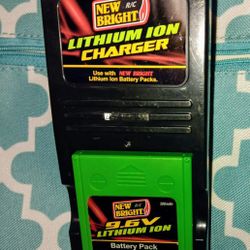 NEW
BRIGHT R/C
LITHIUM ION
CHARGER
Use with NEW BRIGHT
Lithium Ion Battery Packs.
NEW R/C
BRIGHT
9.6V
LITHIUM ION
Battery Pack